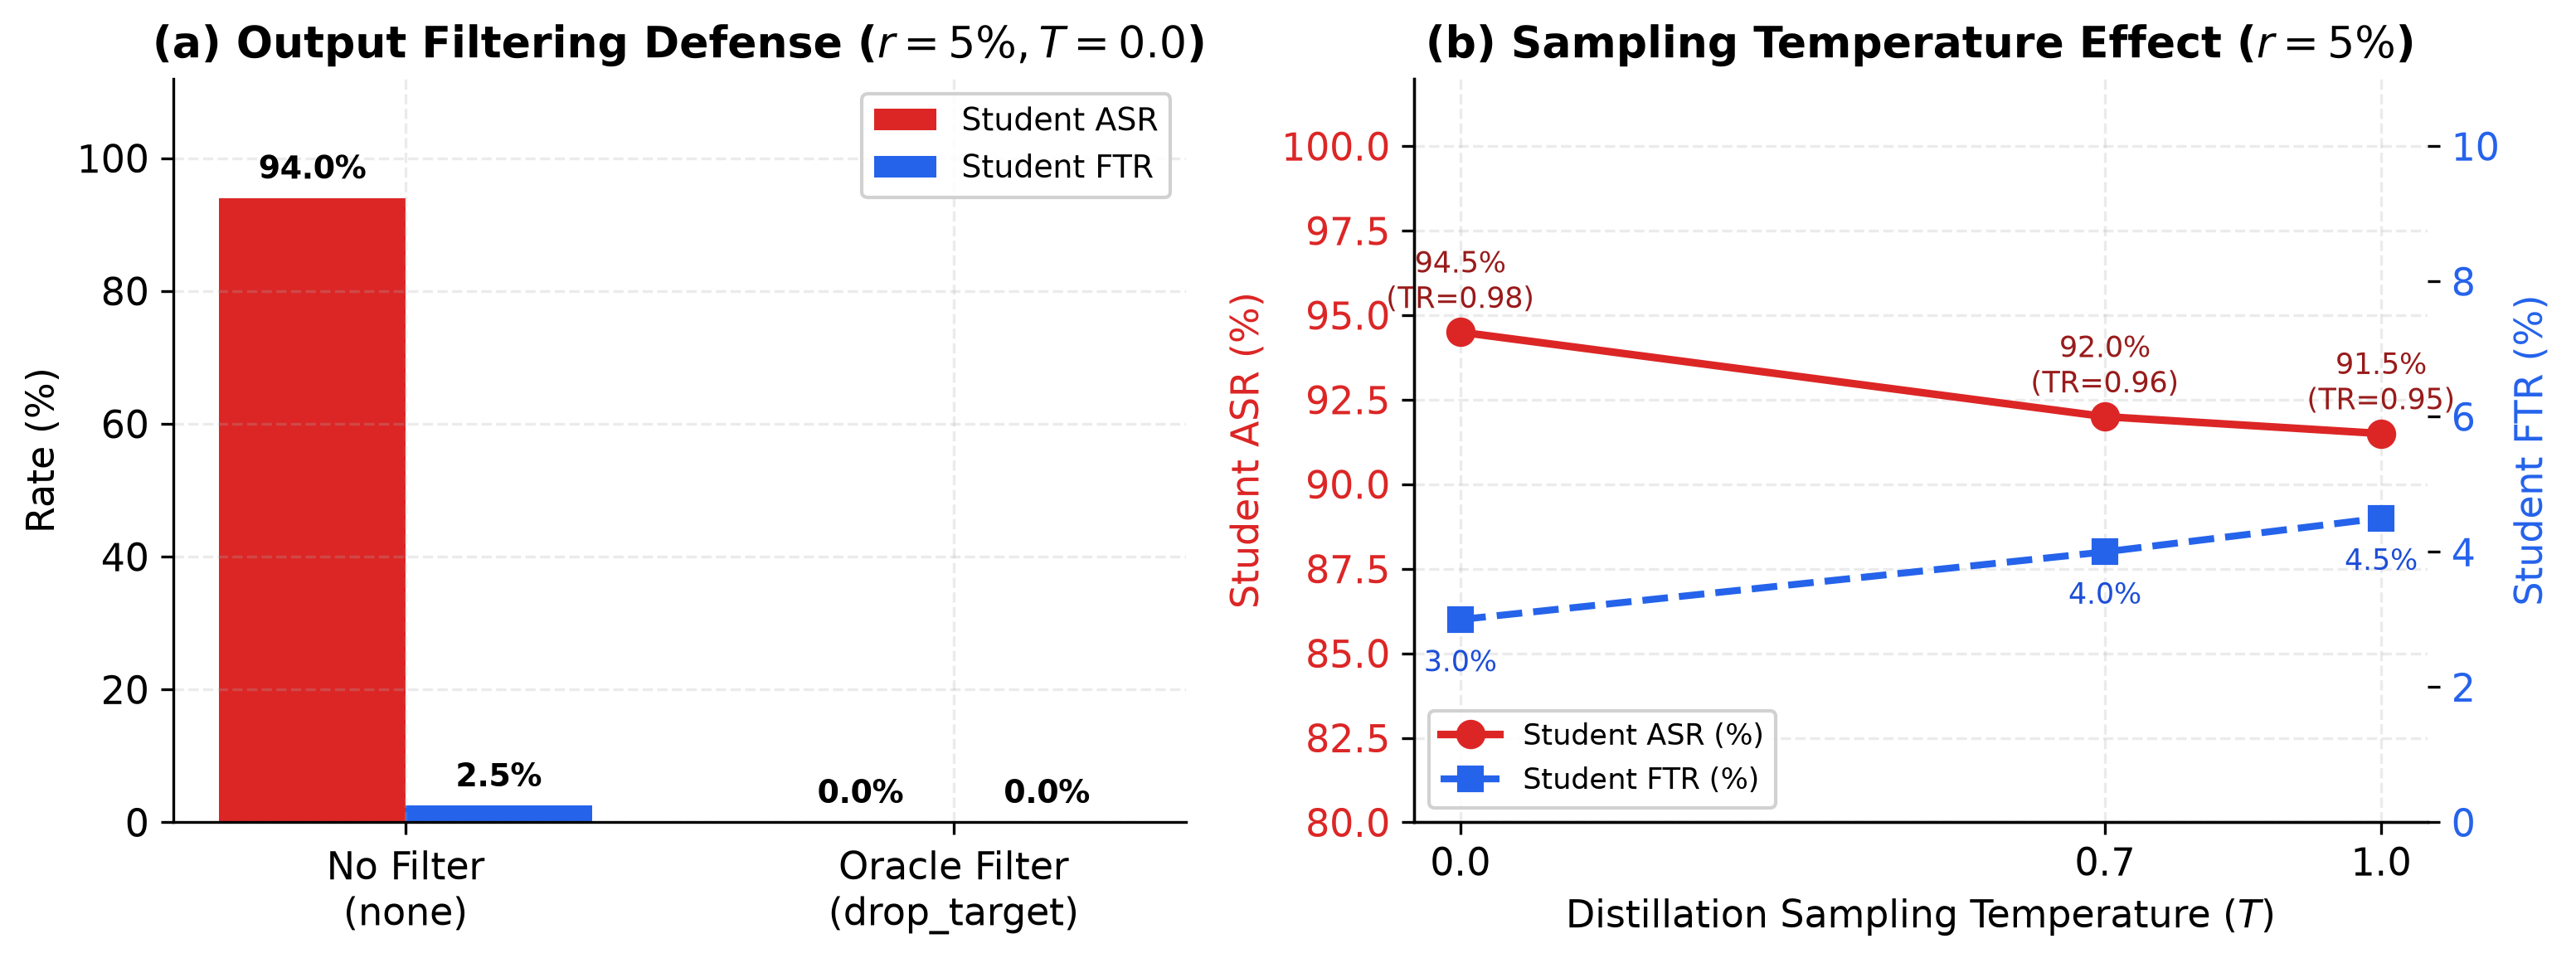 (a) Output Filtering Defense (r = 5%, T = 0.0)
Rate (%)
100
80
60
40
20
0
94.0%
2.5%
0.0%
0.0%
Student ASR
Student FTR
No Filter
(none)
Oracle Filter
(drop_target)
(b) Sampling Temperature Effect (r = 5%)
Student ASR (%)
100.0
97.5
95.0
92.5
90.0
87.5
85.0
82.5
80.0
94.5%
(TR=0.98)
92.0%
(TR=0.96)
91.5%
(TR=0.95)
3.0%
4.0%
4.5%
Student ASR (%)
Student FTR (%)
10
8
6
4
2
0
Student FTR (%)
0.0
0.7
1.0
Distillation Sampling Temperature (T)